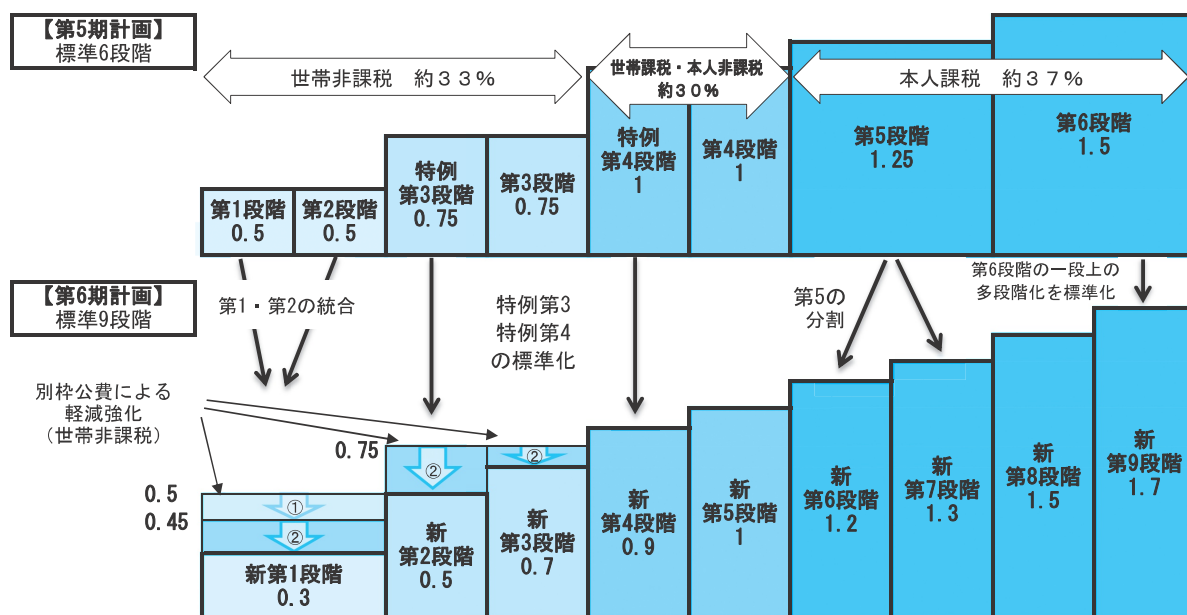 【第5期計画】
標準6段階
世帯非課税　約３３％
世帯課税・本人非課税
約３０％
本人課税　約３７％
第1段階
0.5
第2段階
0.5
特例
第3段階
0.75
第3段階
0.75
特例
第4段階
1
第4段階
1
第5段階
1.25
第6段階
1.5
【第6期計画】
標準9段階
第1・第2の統合
特例第3
特例第4
の標準化
第5の
分割
第6段階の一段上の
多段階化を標準化
別枠公費による
軽減強化
（世帯非課税）
0.75
0.5
0.45
①
②
②
②
新第1段階
0.3
新
第2段階
0.5
新
第3段階
0.7
新
第4段階
0.9
新
第5段階
1
新
第6段階
1.2
新
第7段階
1.3
新
第8段階
1.5
新
第9段階
1.7